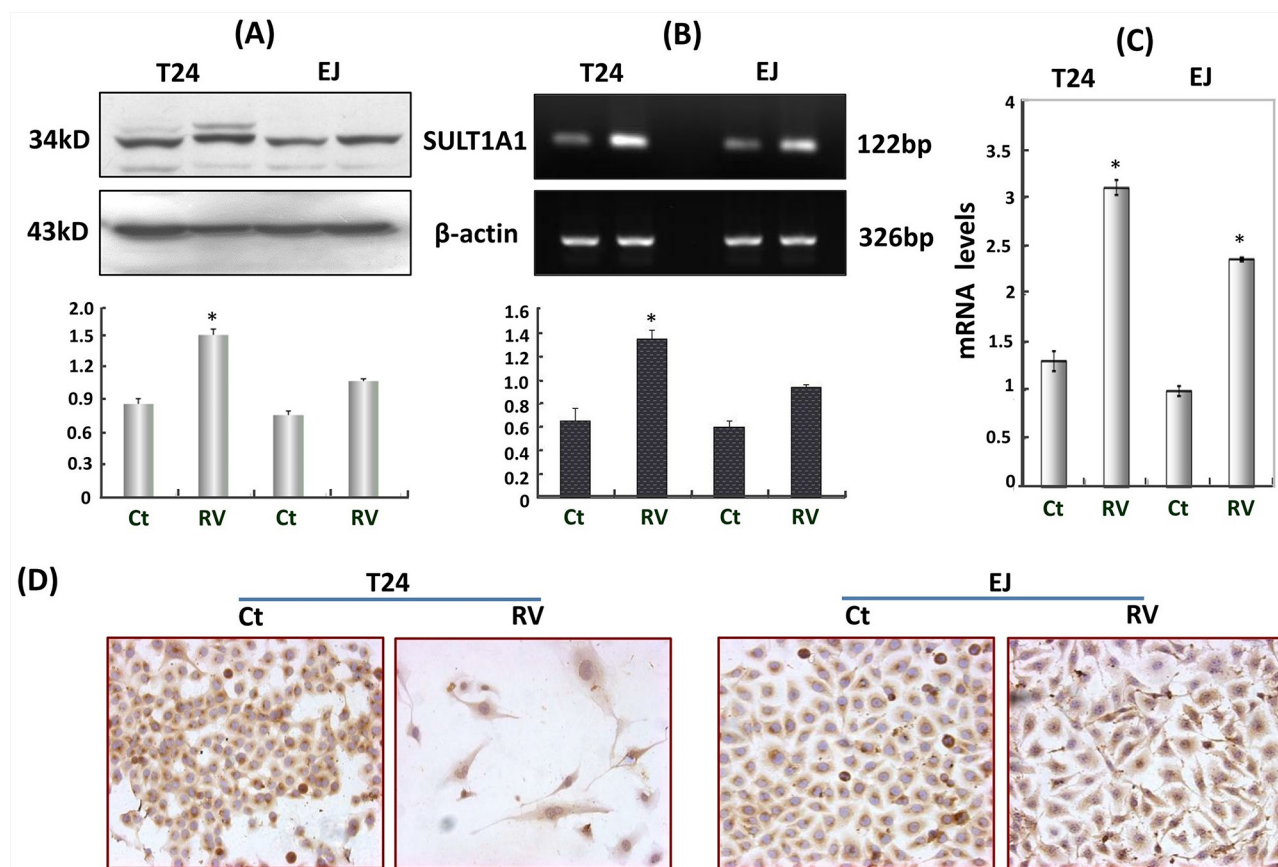 (A)
T24 EJ
34kD
43kD
SULT1A1
β-actin
2.0
1.5
1.2
0.9
0.6
0.3
0
*
Ct RV Ct RV
(B)
T24 EJ
122bp
326bp
1.6
1.4
1.2
1.0
0.8
0.6
0.4
0.2
0
*
Ct RV Ct RV
(C)
T24 EJ
mRNA levels
4
3.5
3
2.5
2
1.5
1
0.5
0
*
*
Ct RV Ct RV
(D)
T24
Ct RV
EJ
Ct RV